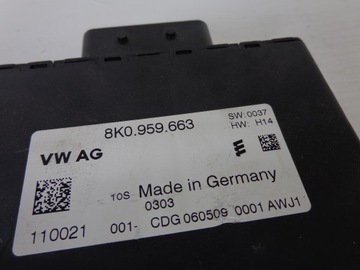 8K0.959.663
SW:0037
HW: H14
VW AG
TOS Made in Germany
0303
110021 001- CDG 060509 0001 AWJ1